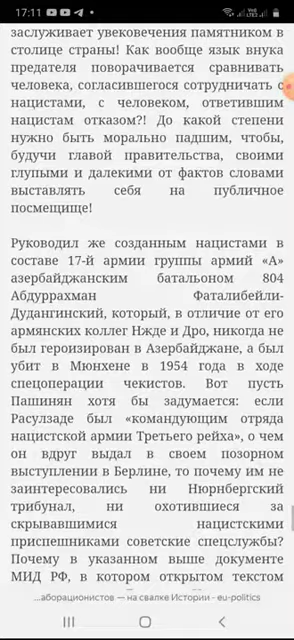 17:11
заслуживает увековечения памятником в
столице страны! Как вообще язык внука
предателя поворачивается сравнивать
человека, согласившегося сотрудничать с
нацистами, с человеком, ответившим
нацистам отказом?! До какой степени
нужно быть морально падшим, чтобы,
будучи главой правительства, своими
глупыми и далекими от фактов словами
выставлять себя на публичное
посмещище!
Руководил же созданным нацистами в
составе 17-й армии группы армий «А»
азербайджанским батальоном 804
Абдуррахман Фаталибейли-
Дудангинский, который, в отличие от его
армянских коллег Нжде и Дро, никогда не
был героизирован в Азербайджане, а был
убит в Мюнхене в 1954 года в ходе
спецоперации чекистов. Вот пусть
Пашинян хотя бы задумается: если
Расулзаде был «командующим отряда
нацистской армии Третьего рейха», о чем
он вдруг выдал в своем позорном
выступлении в Берлине, то почему им не
заинтересовались ни Нюрнбергский
трибунал, ни охотившиеся за
скрывавшимися нацистскими
приспешниками советские спецслужбы?
Почему в указанном выше документе
МИД РФ, в котором открытом текстом
...аборационистов — на свалке Истории - eu-politics